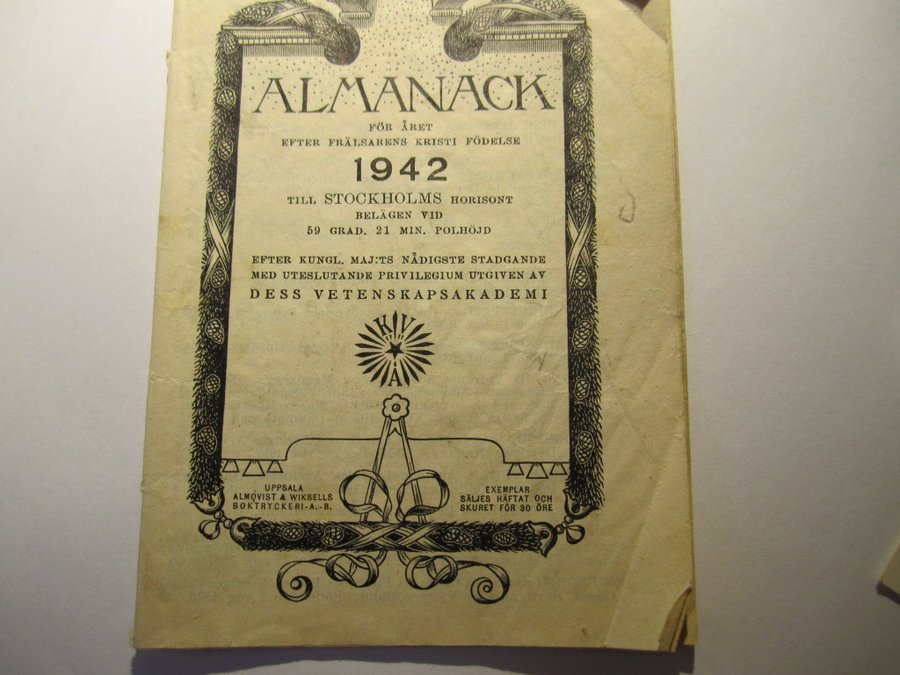 ALMANACK
FÖR ÅRET
EFTER FRÄLSARENS KRISTI FÖDELSE
1942
TILL STOCKHOLMS HORISONT
BELÄGEN VID
59 GRAD. 21 MIN. POLHÖJD
EFTER KUNGL. MAJ:TS NÅDIGSTE STADGANDE
MED UTESLUTANDE PRIVILEGIUM UTGIVEN AV
DESS VETENSKAPSAKADEMI
K V
A
UPPSALA
ALMQVIST & WIKSELLS
BOKTRYCKERI-A.-B.
EXEMPLAR
SÄLJES HÄFTAT OCH
SKURET FÖR 30 ÖRE